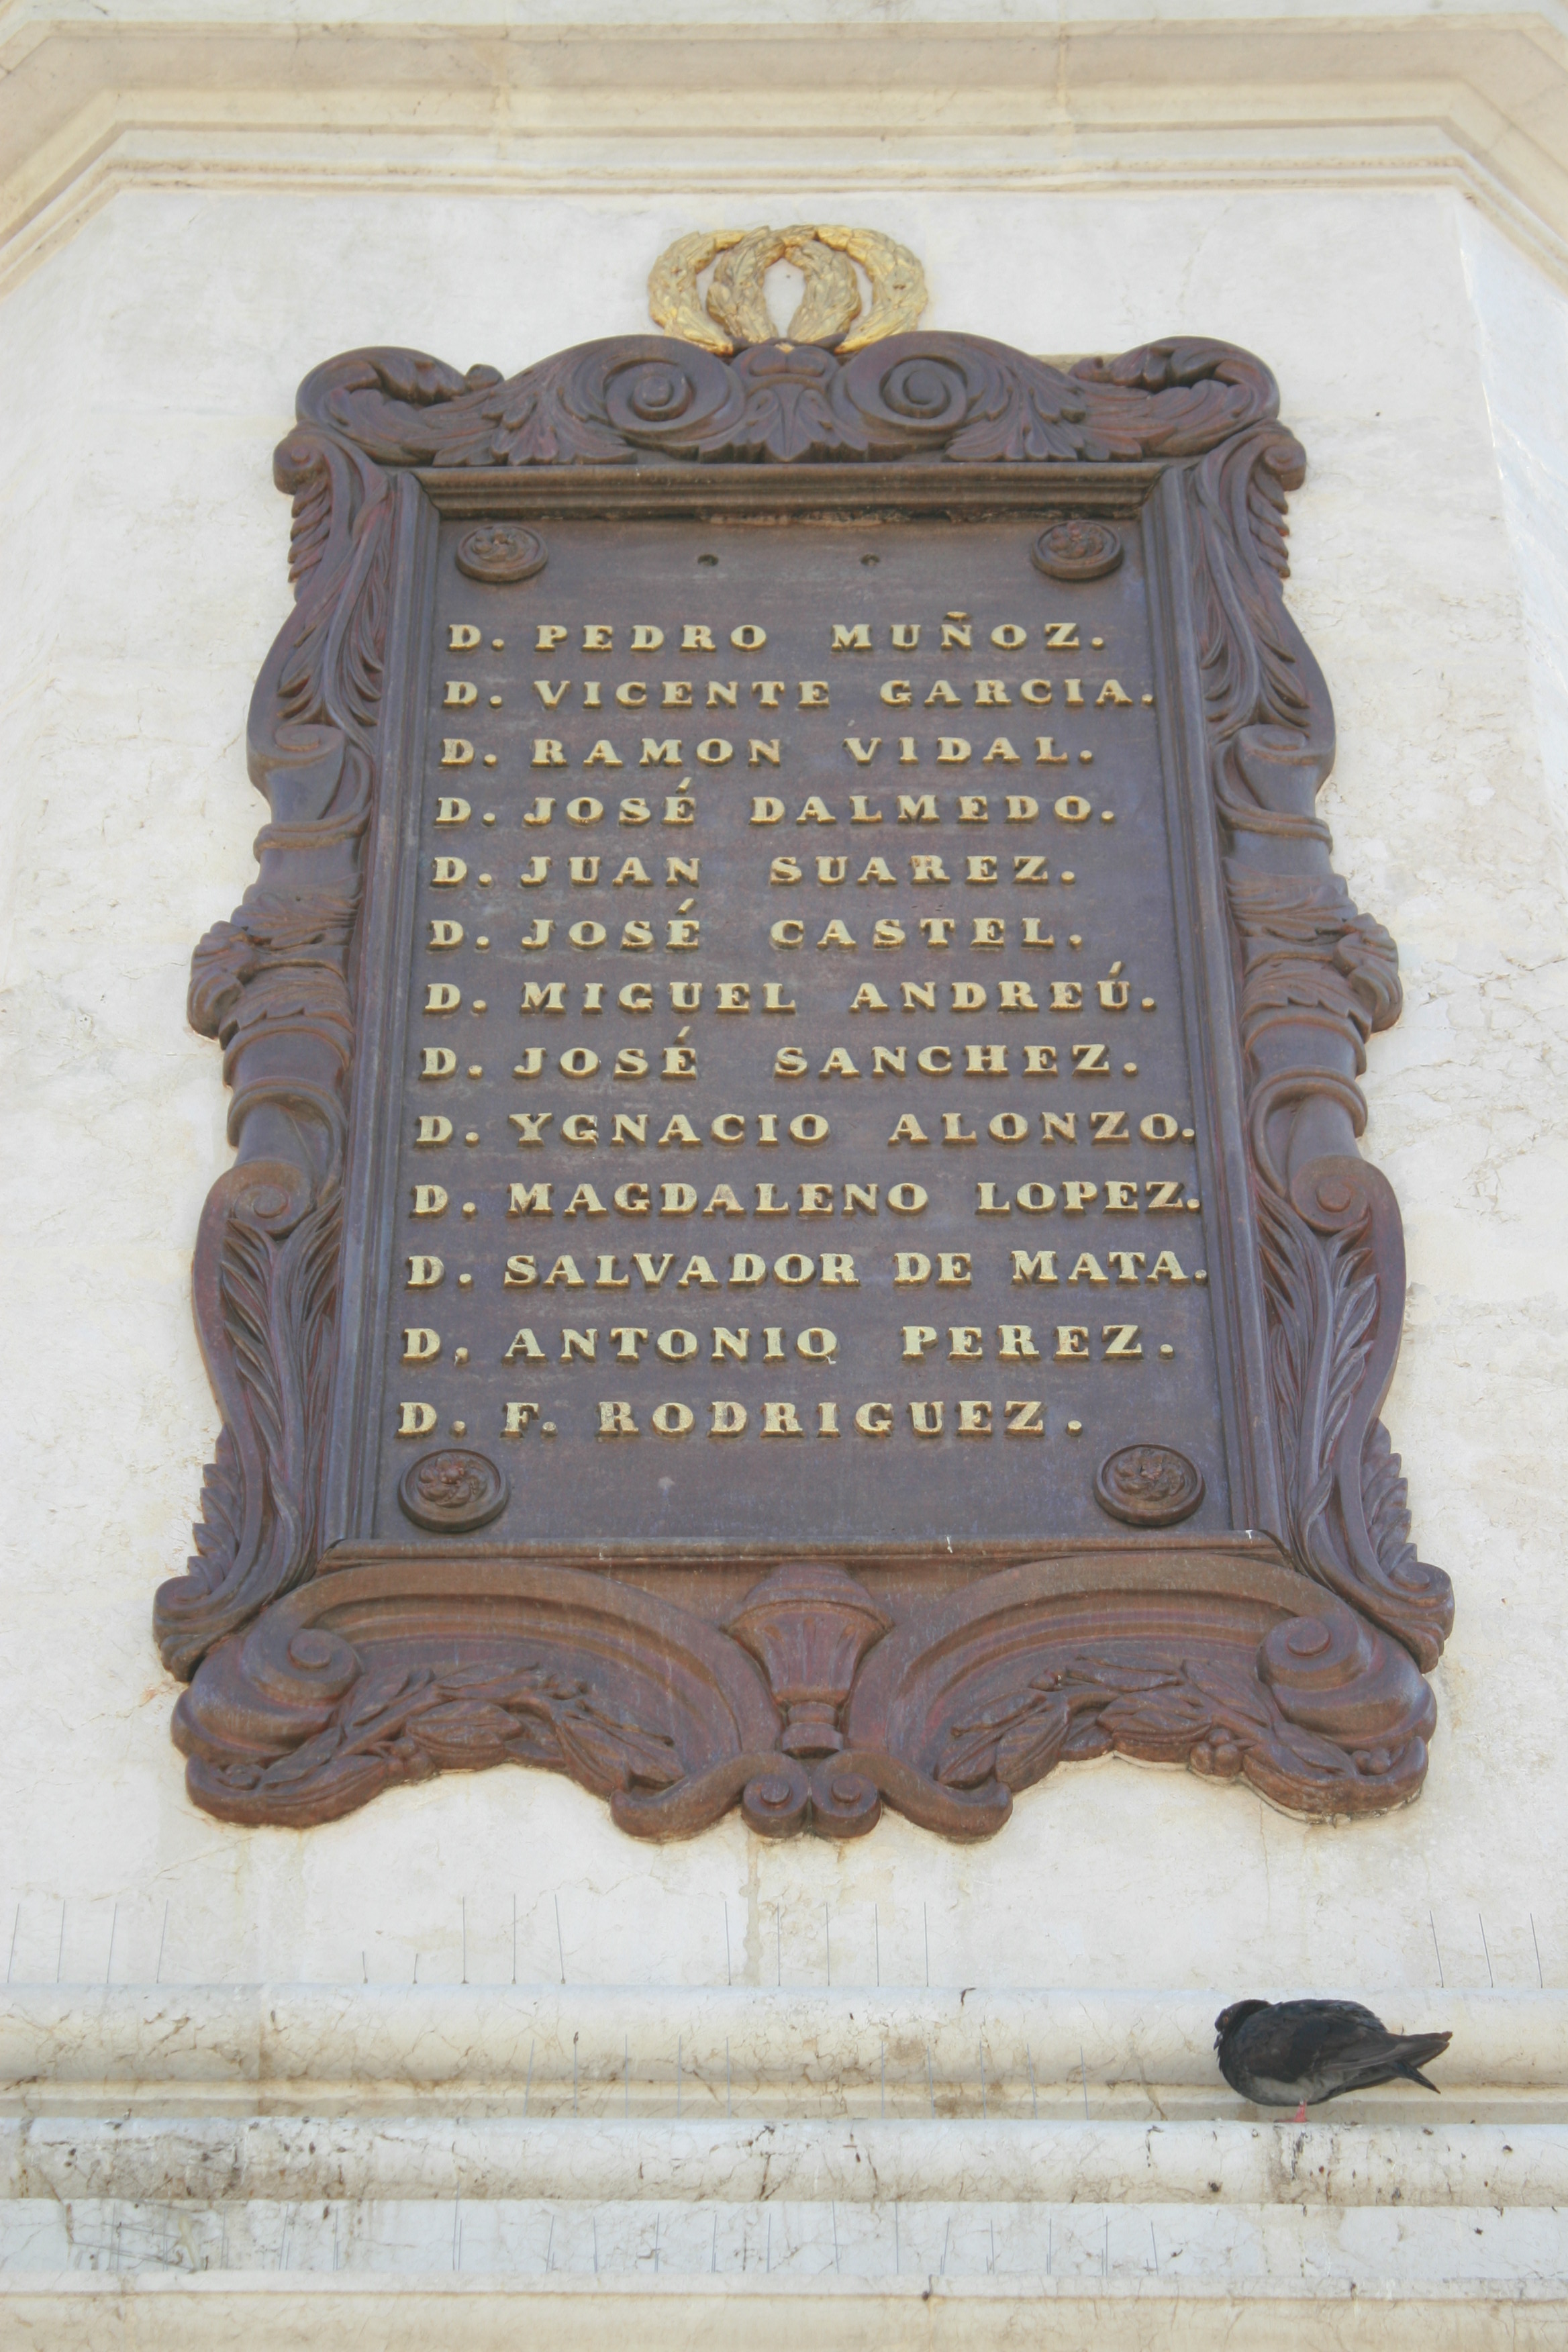 D. PEDRO MUÑOZ.
D. VICENTE GARCIA.
D. RAMON VIDAL.
D. JOSÉ DALMEDO.
D. JUAN SUAREZ.
D. JOSÉ CASTEL.
D. MIGUEL ANDREÚ.
D. JOSÉ SANCHEZ.
D. YGNACIO ALONZO.
D. MAGDALENO LOPEZ.
D. SALVADOR DE MATA.
D. ANTONIO PEREZ.
D. F. RODRIGUEZ.